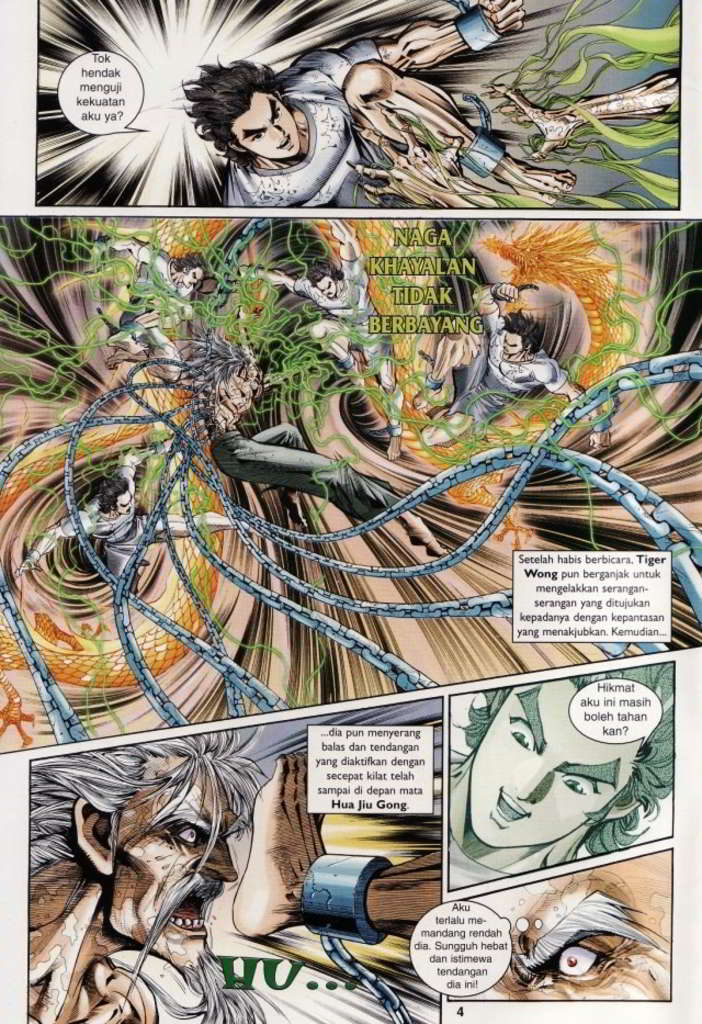 Tok
hendak
menguji
kekuatan
aku ya?
NAGA
KHAYALAN
TIDAK
BERBAYANG
Setelah habis berbicara, Tiger
Wong pun berganjak untuk
mengelakkan serangan-
serangan yang ditujukan
kepadanya dengan kepantasan
yang menakjubkan. Kemudian...
...dia pun menyerang
balas dan tendangan
yang diaktifkan dengan
secepat kilat telah
sampai di depan mata
Hua Jiu Gong.
Hikmat
aku ini masih
boleh tahan
kan?
Aku
terlalu me-
mandang rendah
dia. Sungguh hebat
dan istimewa
tendangan
dia ini!
HU...
4